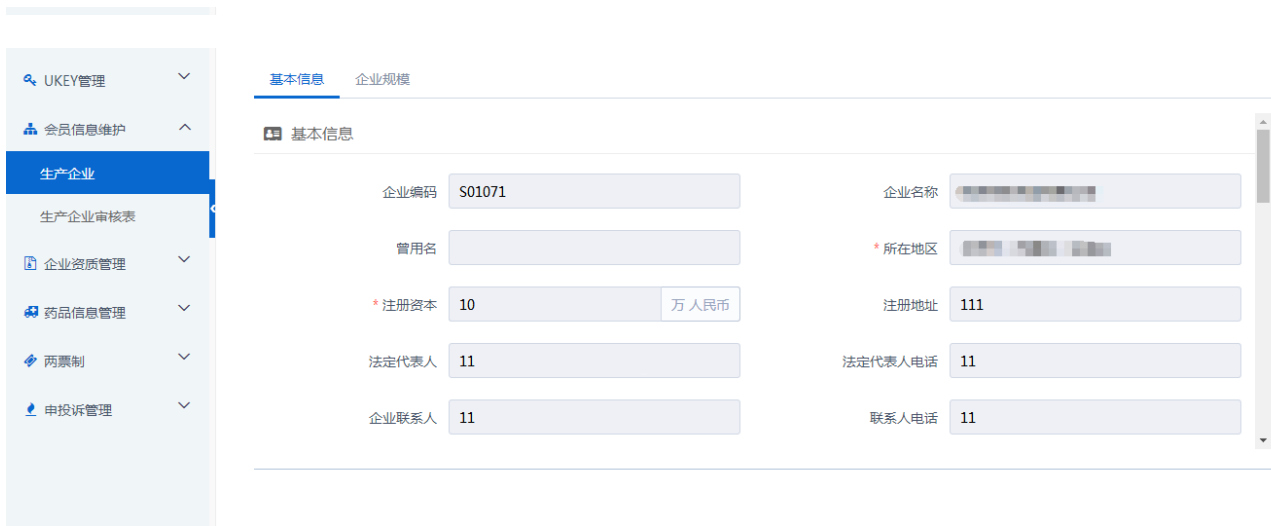 UKEY管理
会员信息维护
生产企业
生产企业审核表
企业资质管理
药品信息管理
两票制
申投诉管理
基本信息 企业规模
基本信息
企业编码 S01071 企业名称
曾用名 * 所在地区
* 注册资本 10 万 人民币 注册地址 111
法定代表人 11 法定代表人电话 11
企业联系人 11 联系人电话 11